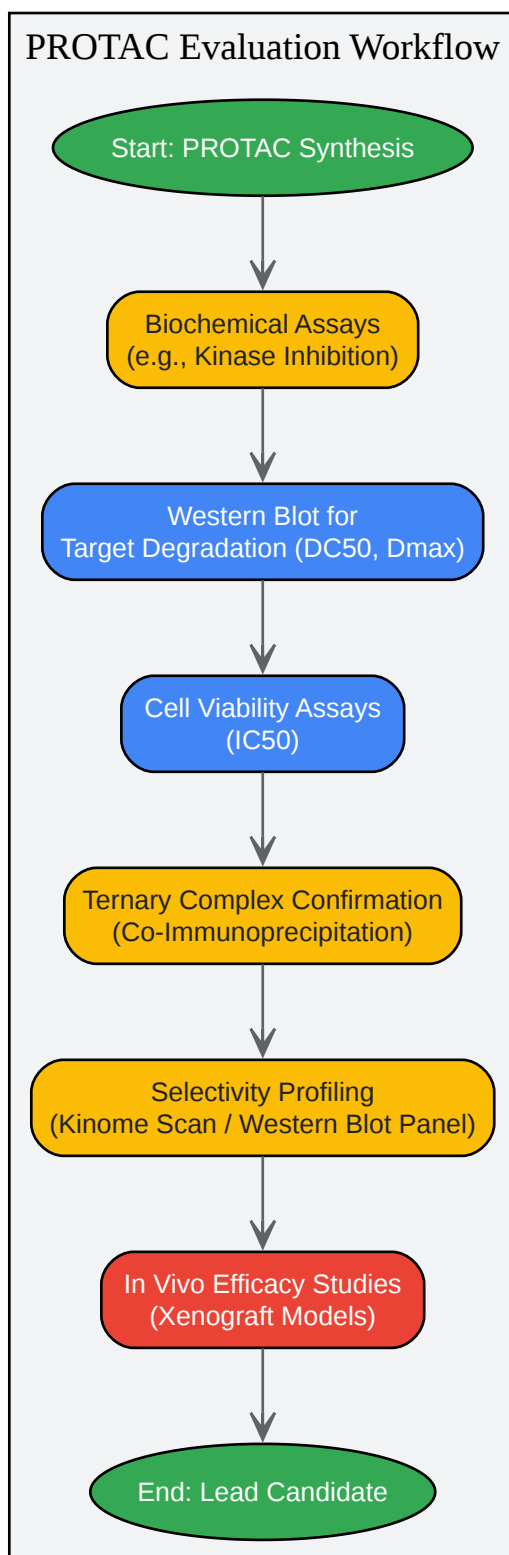 PROTAC Evaluation Workflow
Start: PROTAC Synthesis
Biochemical Assays
(e.g., Kinase Inhibition)
Western Blot for
Target Degradation (DC50, Dmax)
Cell Viability Assays
(IC50)
Ternary Complex Confirmation
(Co-Immunoprecipitation)
Selectivity Profiling
(Kinome Scan / Western Blot Panel)
In Vivo Efficacy Studies
(Xenograft Models)
End: Lead Candidate